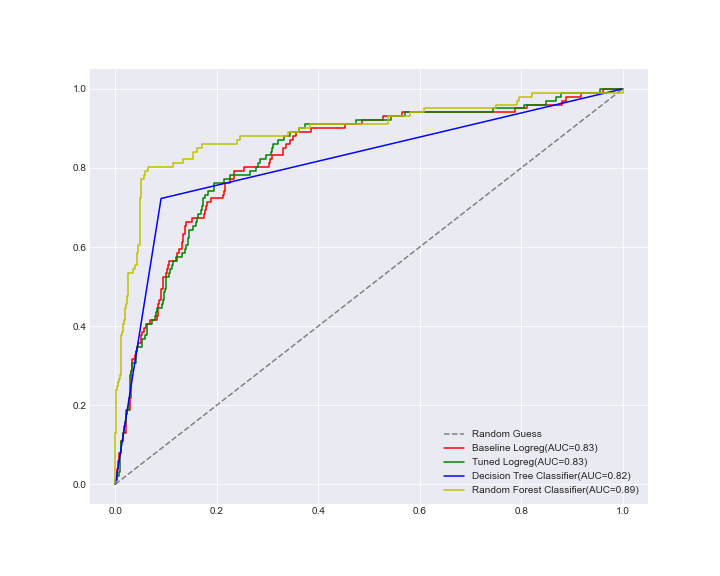 1.0
0.8
0.6
0.4
0.2
0.0
Random Guess
Baseline Logreg(AUC=0.83)
Tuned Logreg(AUC=0.83)
Decision Tree Classifier(AUC=0.82)
Random Forest Classifier(AUC=0.89)
0.0 0.2 0.4 0.6 0.8 1.0